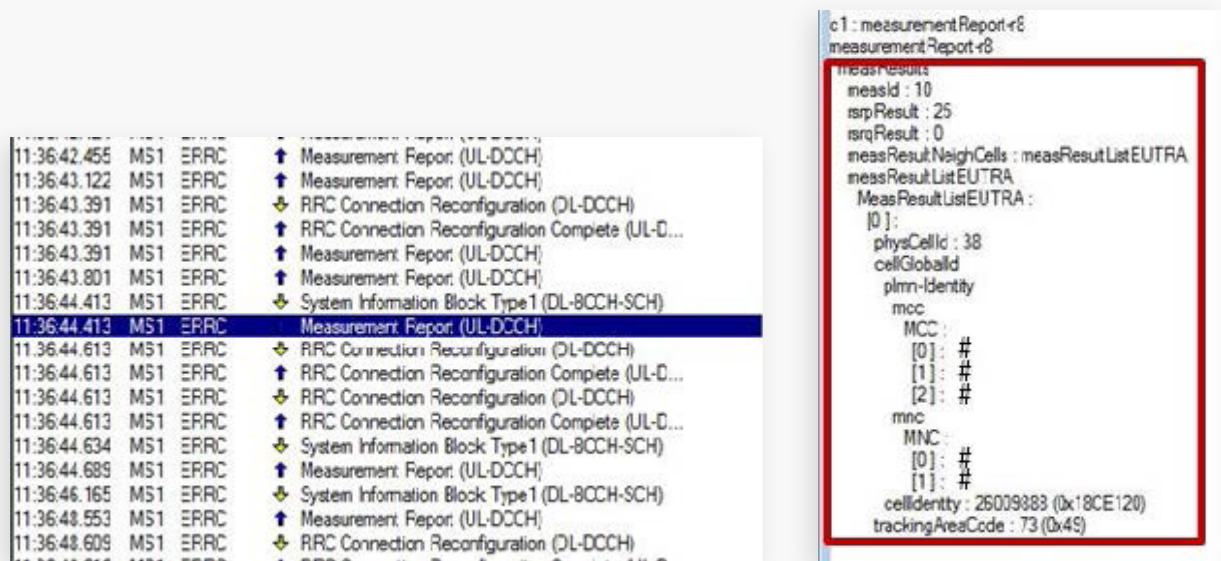 11:36:42.455 MS1 ERRC Measurement Report (UL-DCCH)
11:36:43.122 MS1 ERRC Measurement Report (UL-DCCH)
11:36:43.391 MS1 ERRC RRC Connection Reconfiguration (DL-DCCH)
11:36:43.391 MS1 ERRC RRC Connection Reconfiguration Complete (UL-D...
11:36:43.391 MS1 ERRC Measurement Report (UL-DCCH)
11:36:43.801 MS1 ERRC Measurement Report (UL-DCCH)
11:36:44.413 MS1 ERRC System Information Block Type1 (DL-BCCH-SCH)
11:36:44.413 MS1 ERRC Measurement Report (UL-DCCH)
11:36:44.613 MS1 ERRC RRC Connection Reconfiguration (DL-DCCH)
11:36:44.613 MS1 ERRC RRC Connection Reconfiguration Complete (UL-D...
11:36:44.613 MS1 ERRC RRC Connection Reconfiguration (DL-DCCH)
11:36:44.613 MS1 ERRC RRC Connection Reconfiguration Complete (UL-D...
11:36:44.634 MS1 ERRC System Information Block Type1 (DL-BCCH-SCH)
11:36:44.689 MS1 ERRC Measurement Report (UL-DCCH)
11:36:46.165 MS1 ERRC System Information Block Type1 (DL-BCCH-SCH)
11:36:48.553 MS1 ERRC Measurement Report (UL-DCCH)
11:36:48.609 MS1 ERRC RRC Connection Reconfiguration (DL-DCCH)
c1 : measurementReport-r8
measurementReport-r8
measResults
measId : 10
rsrpResult : 25
rsrqResult : 0
measResultNeighCells : measResultListEUTRA
measResultListEUTRA
MeasResultListEUTRA :
[0] :
physCellId : 38
cellGlobalId
plmn-Identity
mcc
MCC :
[0] : #
[1] : #
[2] : #
mnc
MNC :
[0] : #
[1] : #
cellIdentity : 26009888 (0x18CE120)
trackingAreaCode : 73 (0x49)